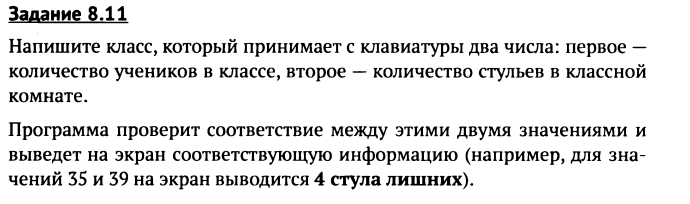 Задание 8.11
Напишите класс, который принимает с клавиатуры два числа: первое —
количество учеников в классе, второе — количество стульев в классной
комнате.
Программа проверит соответствие между этими двумя значениями и
выведет на экран соответствующую информацию (например, для зна-
чений 35 и 39 на экран выводится 4 стула лишних).